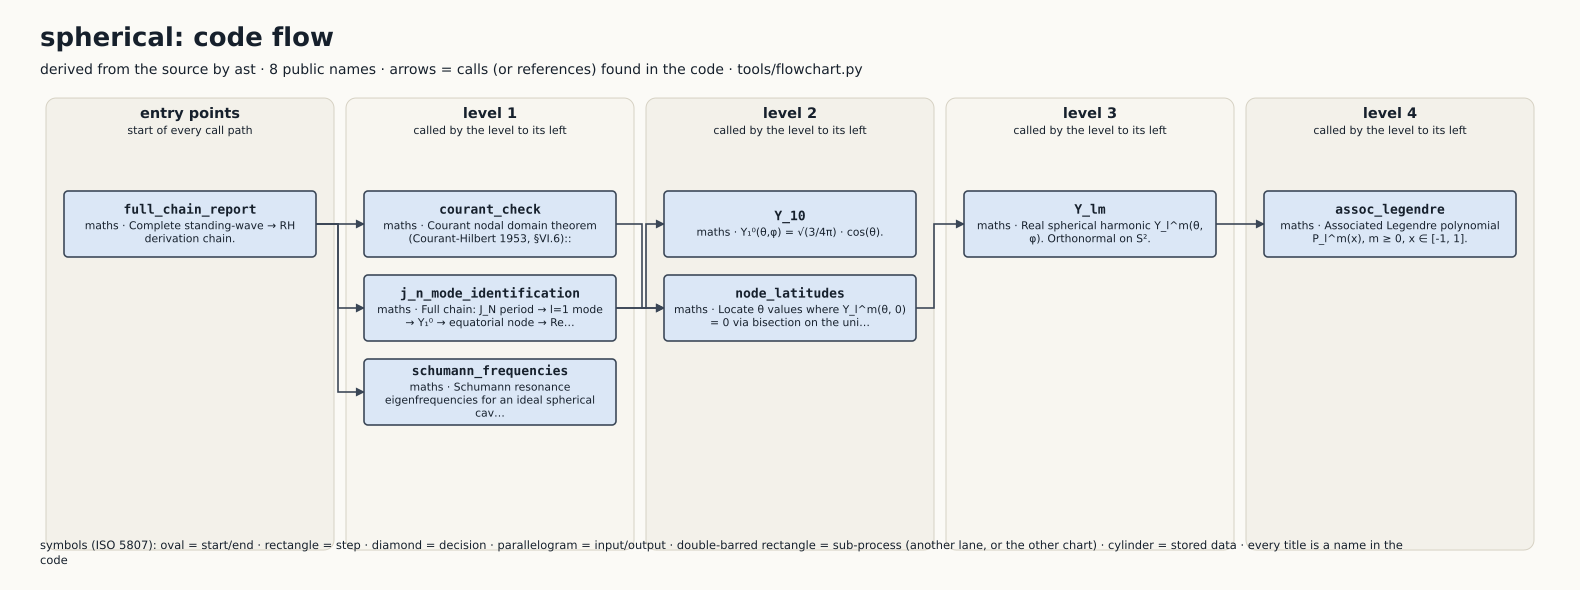 spherical: code flow
derived from the source by ast · 8 public names · arrows = calls (or references) found in the code · tools/flowchart.py
entry points
start of every call path
level 1
called by the level to its left
level 2
called by the level to its left
level 3
called by the level to its left
level 4
called by the level to its left
full_chain_report
maths · Complete standing-wave → RH
derivation chain.
courant_check
maths · Courant nodal domain theorem
(Courant-Hilbert 1953, §VI.6)::
Y_10
maths · Y₁⁰(θ,φ) = √(3/4π) · cos(θ).
Y_lm
maths · Real spherical harmonic Y_l^m(θ,
φ). Orthonormal on S².
assoc_legendre
maths · Associated Legendre polynomial
P_l^m(x), m ≥ 0, x ∈ [-1, 1].
j_n_mode_identification
maths · Full chain: J_N period → l=1 mode
→ Y₁⁰ → equatorial node → Re…
node_latitudes
maths · Locate θ values where Y_l^m(θ, 0)
= 0 via bisection on the uni…
schumann_frequencies
maths · Schumann resonance
eigenfrequencies for an ideal spherical
cav…
symbols (ISO 5807): oval = start/end · rectangle = step · diamond = decision · parallelogram = input/output · double-barred rectangle = sub-process (another lane, or the other chart) · cylinder = stored data · every title is a name in the
code